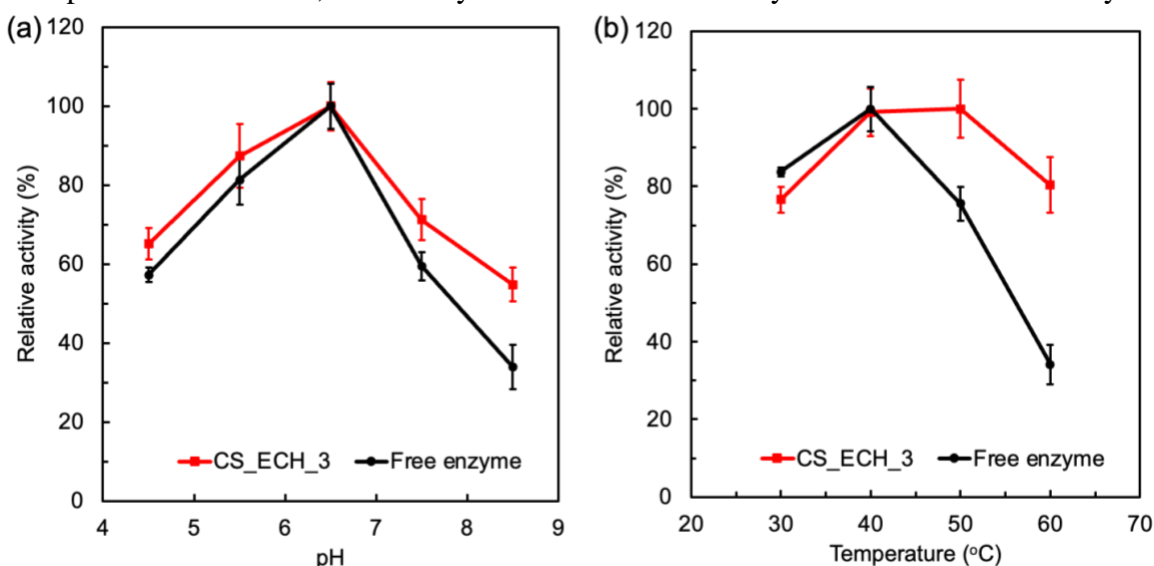 (a)
120
100
80
60
40
20
0
Relative activity (%)
CS_ECH_3 Free enzyme
4 5 6 7 8 9
pH
(b)
120
100
80
60
40
20
0
Relative activity (%)
CS_ECH_3 Free enzyme
20 30 40 50 60 70
Temperature (°C)